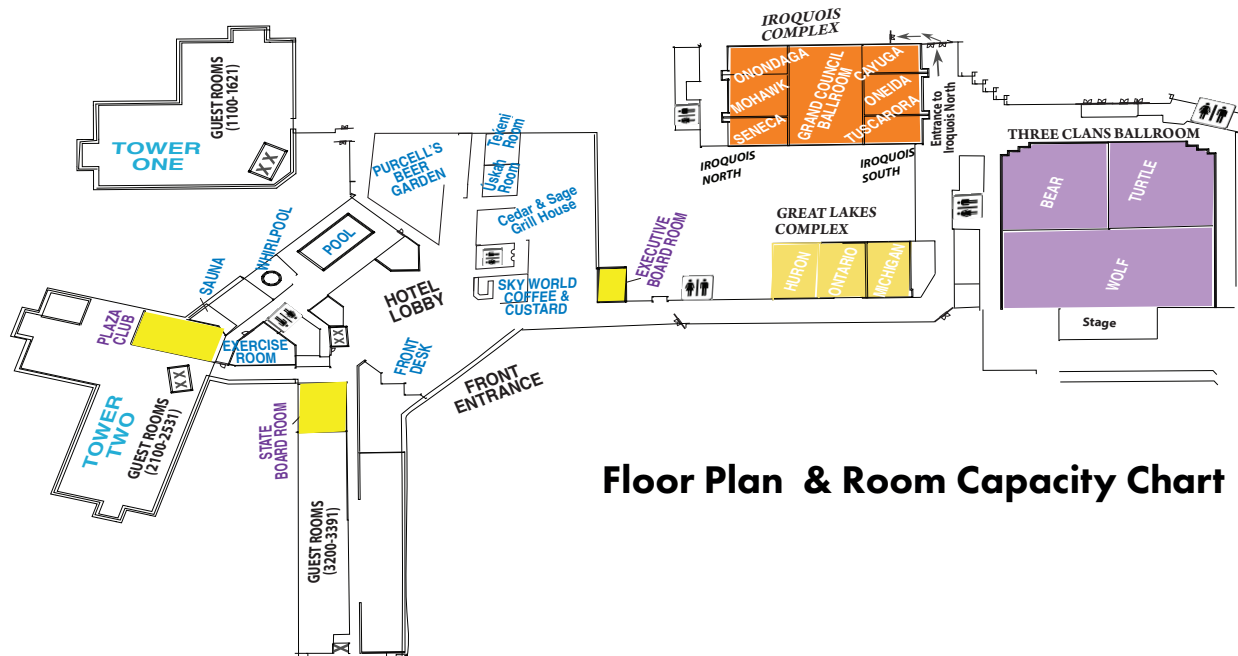 IROQUOIS
COMPLEX
ONONDAGA
MOHAWK
SENECA
GRAND COUNCIL
BALLROOM
CAYUGA
ONEIDA
TUSCARORA
Entrance to
Iroquois North
IROQUOIS
NORTH
IROQUOIS
SOUTH
THREE CLANS BALLROOM
BEAR
TURTLE
WOLF
Stage
GREAT LAKES
COMPLEX
HURON
ONTARIO
MICHIGAN
EXECUTIVE
BOARD ROOM
GUEST ROOMS
(1100-1621)
TOWER
ONE
XX
PURCELL'S
BEER
GARDEN
Tekeni
Room
Uskah
Room
Cedar & Sage
Grill House
SKY WORLD
COFFEE &
CUSTARD
POOL
WHIRLPOOL
SAUNA
HOTEL
LOBBY
PLAZA
CLUB
EXERCISE
ROOM
XX
FRONT
DESK
FRONT
ENTRANCE
XX
TOWER
TWO
GUEST ROOMS
(2100-2531)
STATE
BOARD ROOM
GUEST ROOMS
(3200-3391)
Floor Plan & Room Capacity Chart